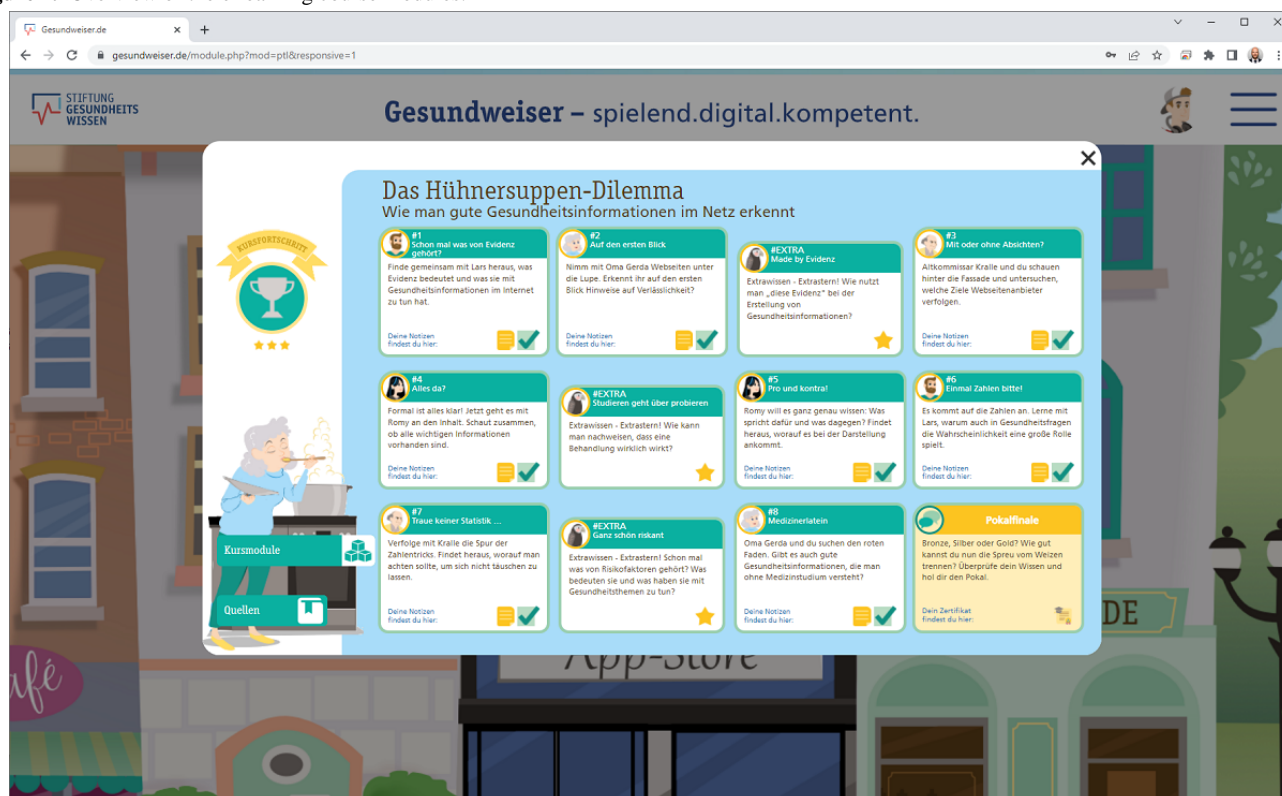 Gesundweiser.de
gesundweiser.de/module.php?mod=ptl&responsive=1
STIFTUNG
GESUNDHEITS
WISSEN
Gesundweiser – spielend.digital.kompetent.
Das Hühnersuppen-Dilemma
Wie man gute Gesundheitsinformationen im Netz erkennt
KURSFORTSCHRITT
#1
Schon mal was von Evidenz
gehört?
Finde gemeinsam mit Lars heraus, was
Evidenz bedeutet und was sie mit
Gesundheitsinformationen im Internet
zu tun hat.
Deine Notizen
findest du hier:
#2
Auf den ersten Blick
Nimm mit Oma Gerda Webseiten unter
die Lupe. Erkennt ihr auf den ersten
Blick Hinweise auf Verlässlichkeit?
Deine Notizen
findest du hier:
#EXTRA
Made by Evidenz
Extrawissen - Extrastern! Wie nutzt
man „diese Evidenz" bei der
Erstellung von
Gesundheitsinformationen?
#3
Mit oder ohne Absichten?
Altkommissar Kralle und du schauen
hinter die Fassade und untersuchen,
welche Ziele Webseitenanbieter
verfolgen.
Deine Notizen
findest du hier:
#4
Alles da?
Formal ist alles klar! Jetzt geht es mit
Romy an den Inhalt. Schaut zusammen,
ob alle wichtigen Informationen
vorhanden sind.
Deine Notizen
findest du hier:
#EXTRA
Studieren geht über probieren
Extrawissen - Extrastern! Wie kann
man nachweisen, dass eine
Behandlung wirklich wirkt?
#5
Pro und kontra!
Romy will es ganz genau wissen: Was
spricht dafür und was dagegen? Findet
heraus, worauf es bei der Darstellung
ankommt.
Deine Notizen
findest du hier:
#6
Einmal Zahlen bitte!
Es kommt auf die Zahlen an. Lerne mit
Lars, warum auch in Gesundheitsfragen
die Wahrscheinlichkeit eine große Rolle
spielt.
Deine Notizen
findest du hier:
#7
Traue keiner Statistik ...
Verfolge mit Kralle die Spur der
Zahlentricks. Findet heraus, worauf man
achten sollte, um sich nicht täuschen zu
lassen.
Deine Notizen
findest du hier:
#EXTRA
Ganz schön riskant
Extrawissen - Extrastern! Schon mal
was von Risikofaktoren gehört? Was
bedeuten sie und was haben sie mit
Gesundheitsthemen zu tun?
#8
Medizinerlatein
Oma Gerda und du suchen den roten
Faden. Gibt es auch gute
Gesundheitsinformationen, die man
ohne Medizinstudium versteht?
Deine Notizen
findest du hier:
Pokalfinale
Bronze, Silber oder Gold? Wie gut
kannst du nun die Spreu vom Weizen
trennen? Überprüfe dein Wissen und
hol dir den Pokal.
Dein Zertifikat
findest du hier:
Kursmodule
Quellen
DE
App-Store
afé